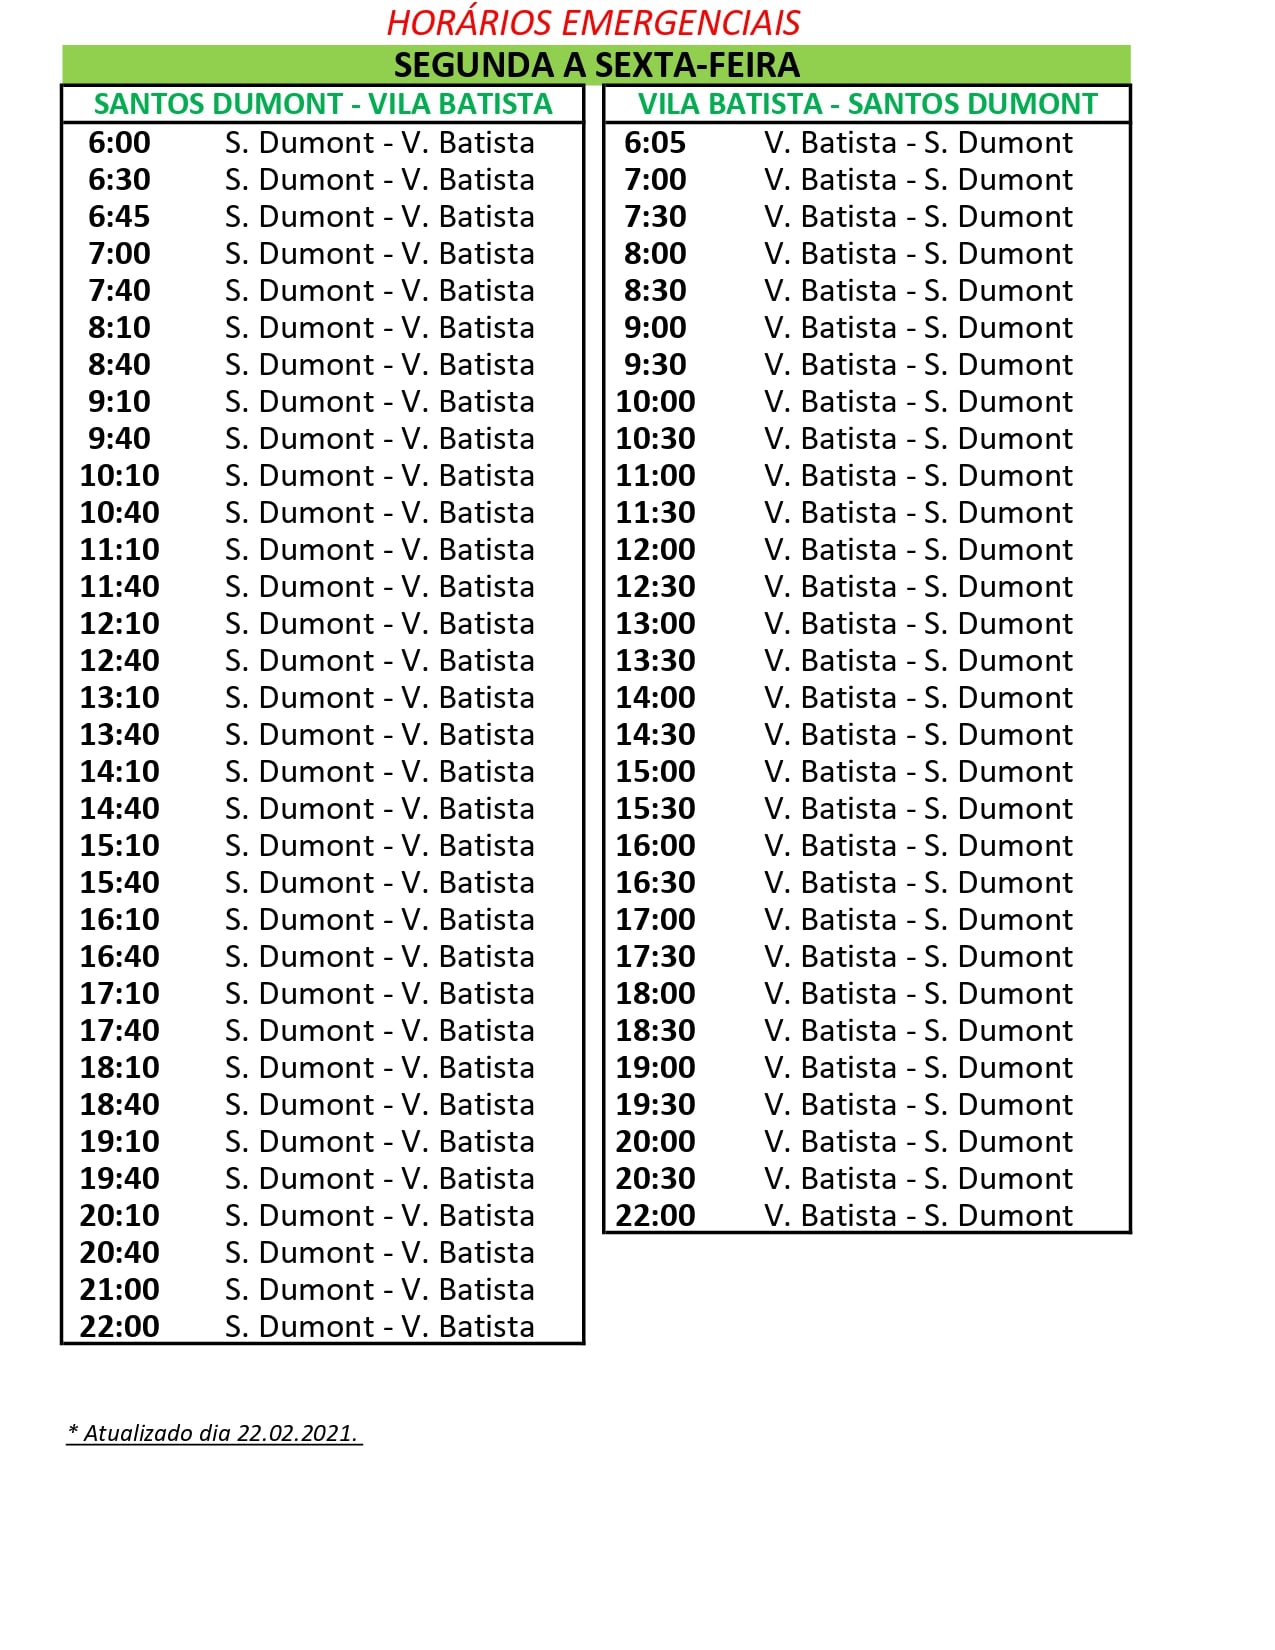 HORÁRIOS EMERGENCIAIS
SEGUNDA A SEXTA-FEIRA
SANTOS DUMONT - VILA BATISTA
6:00 S. Dumont - V. Batista
6:30 S. Dumont - V. Batista
6:45 S. Dumont - V. Batista
7:00 S. Dumont - V. Batista
7:40 S. Dumont - V. Batista
8:10 S. Dumont - V. Batista
8:40 S. Dumont - V. Batista
9:10 S. Dumont - V. Batista
9:40 S. Dumont - V. Batista
10:10 S. Dumont - V. Batista
10:40 S. Dumont - V. Batista
11:10 S. Dumont - V. Batista
11:40 S. Dumont - V. Batista
12:10 S. Dumont - V. Batista
12:40 S. Dumont - V. Batista
13:10 S. Dumont - V. Batista
13:40 S. Dumont - V. Batista
14:10 S. Dumont - V. Batista
14:40 S. Dumont - V. Batista
15:10 S. Dumont - V. Batista
15:40 S. Dumont - V. Batista
16:10 S. Dumont - V. Batista
16:40 S. Dumont - V. Batista
17:10 S. Dumont - V. Batista
17:40 S. Dumont - V. Batista
18:10 S. Dumont - V. Batista
18:40 S. Dumont - V. Batista
19:10 S. Dumont - V. Batista
19:40 S. Dumont - V. Batista
20:10 S. Dumont - V. Batista
20:40 S. Dumont - V. Batista
21:00 S. Dumont - V. Batista
22:00 S. Dumont - V. Batista
VILA BATISTA - SANTOS DUMONT
6:05 V. Batista - S. Dumont
7:00 V. Batista - S. Dumont
7:30 V. Batista - S. Dumont
8:00 V. Batista - S. Dumont
8:30 V. Batista - S. Dumont
9:00 V. Batista - S. Dumont
9:30 V. Batista - S. Dumont
10:00 V. Batista - S. Dumont
10:30 V. Batista - S. Dumont
11:00 V. Batista - S. Dumont
11:30 V. Batista - S. Dumont
12:00 V. Batista - S. Dumont
12:30 V. Batista - S. Dumont
13:00 V. Batista - S. Dumont
13:30 V. Batista - S. Dumont
14:00 V. Batista - S. Dumont
14:30 V. Batista - S. Dumont
15:00 V. Batista - S. Dumont
15:30 V. Batista - S. Dumont
16:00 V. Batista - S. Dumont
16:30 V. Batista - S. Dumont
17:00 V. Batista - S. Dumont
17:30 V. Batista - S. Dumont
18:00 V. Batista - S. Dumont
18:30 V. Batista - S. Dumont
19:00 V. Batista - S. Dumont
19:30 V. Batista - S. Dumont
20:00 V. Batista - S. Dumont
20:30 V. Batista - S. Dumont
22:00 V. Batista - S. Dumont
* Atualizado dia 22.02.2021.